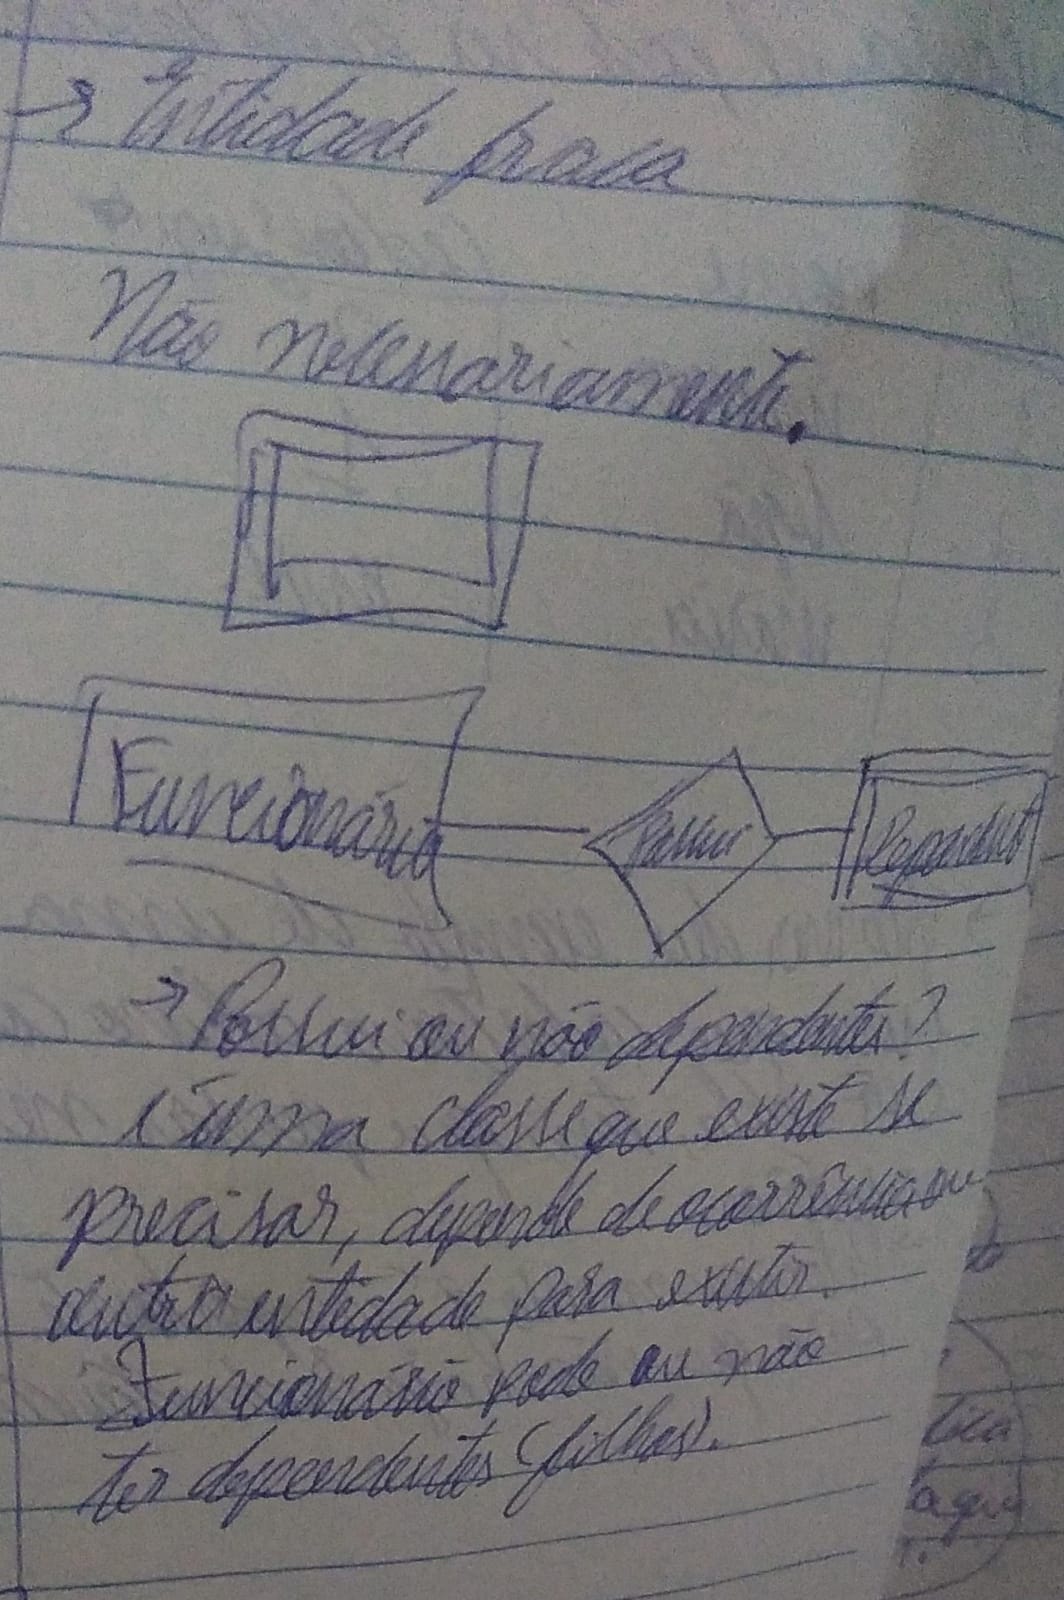 → Entidade fraca
Não necessariamente.
Funcionário Possui Dependente
→ Possui ou não dependentes?
É uma classe que existe se
precisar, depende de ocorrência em
outra entidade para existir.
Funcionário pode ou não
ter dependentes (filhos).